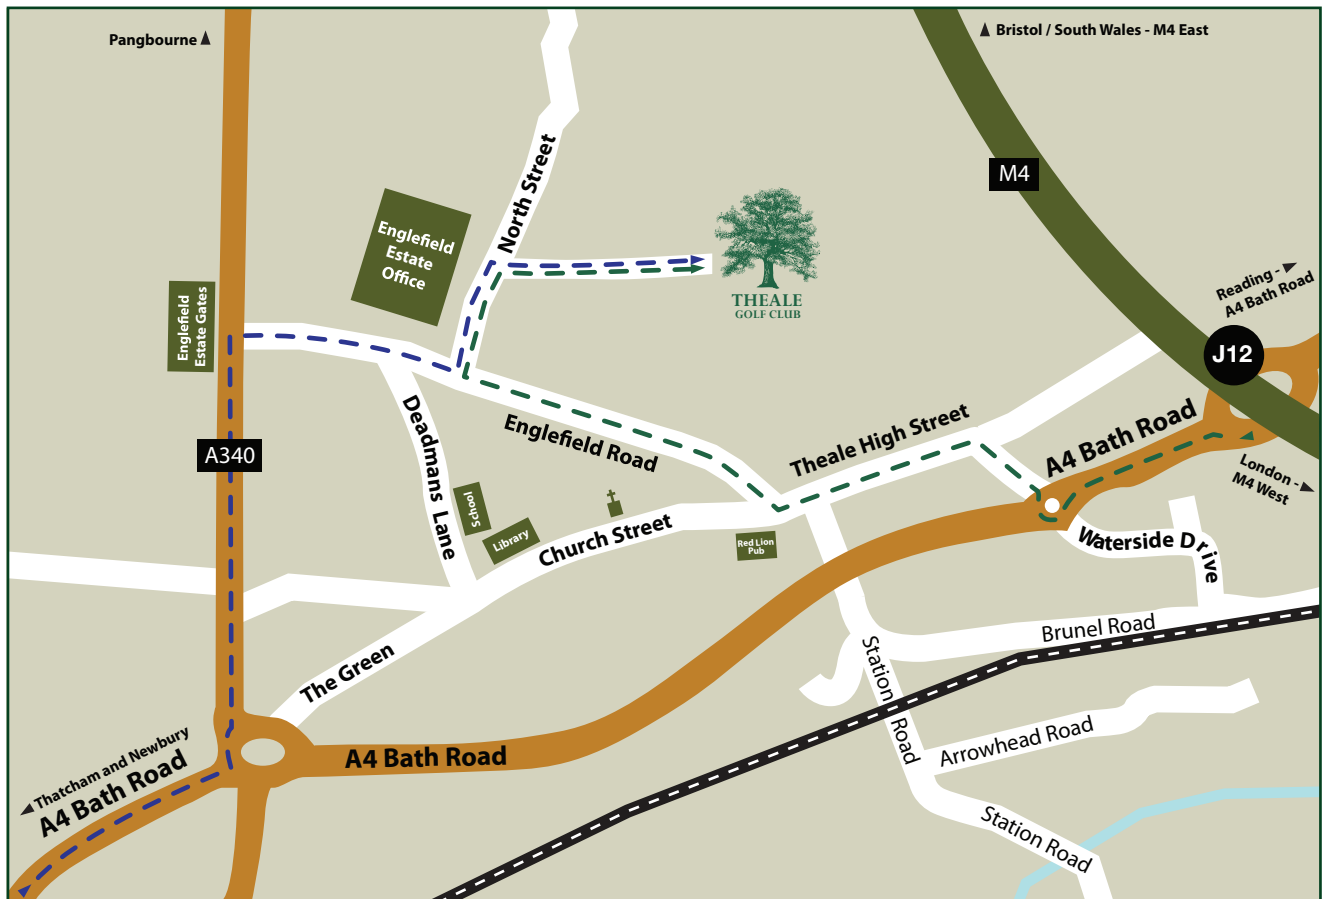 Pangbourne
Bristol / South Wales - M4 East
M4
North Street
Englefield
Estate
Office
THEALE
GOLF CLUB
Reading -
A4 Bath Road
Englefield
Estate Gates
J12
A340
Deadmans Lane
Englefield Road
Theale High Street
A4 Bath Road
London -
M4 West
School
Library
Church Street
Red Lion
Pub
Waterside Drive
Brunel Road
The Green
Station Road
Arrowhead Road
Thatcham and Newbury
A4 Bath Road
A4 Bath Road
Station Road